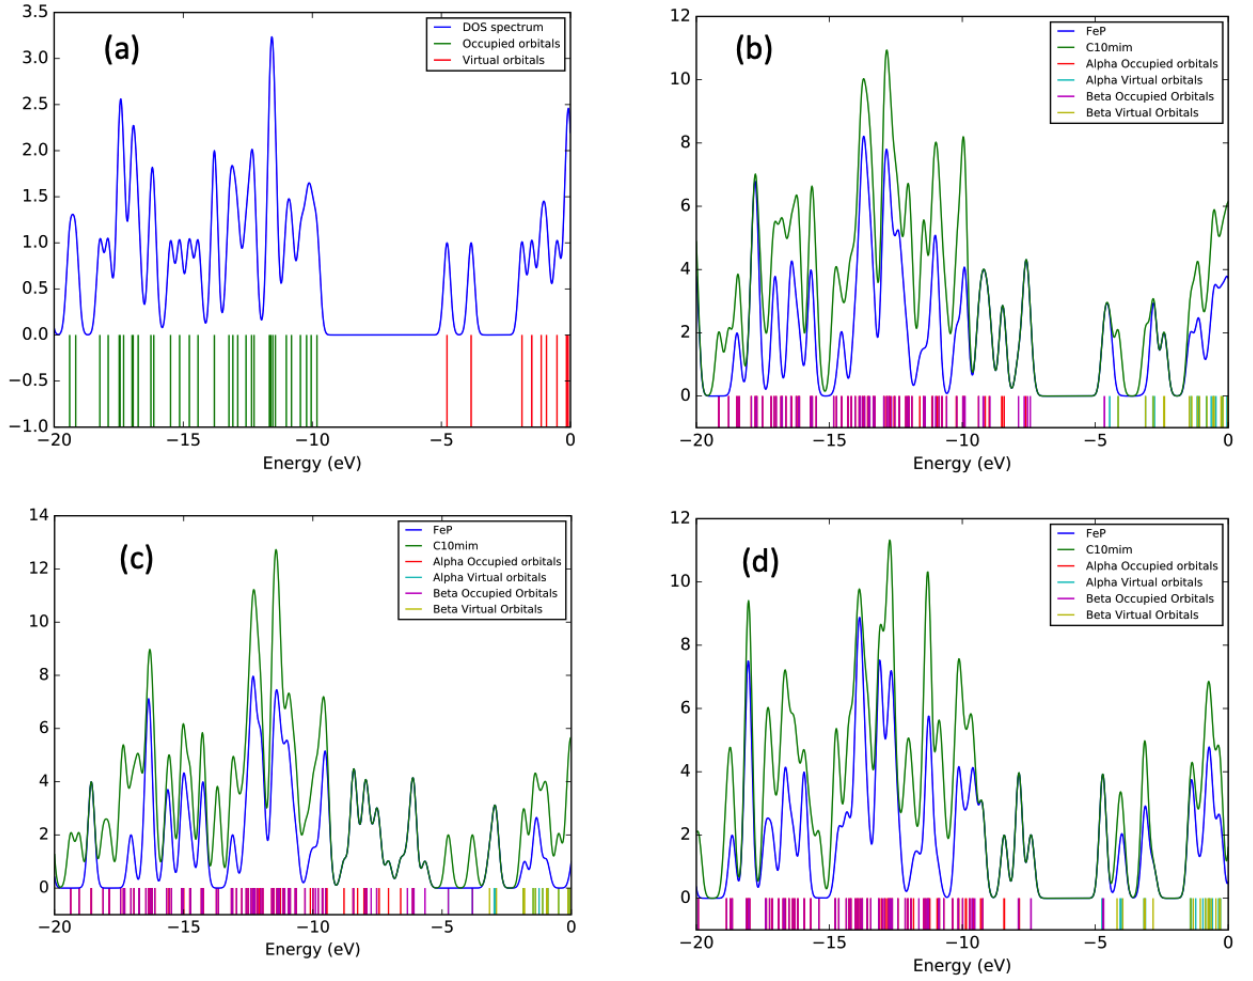 (a)
DOS spectrum
Occupied orbitals
Virtual orbitals
3.5
3.0
2.5
2.0
1.5
1.0
0.5
0.0
−0.5
−1.0
−20 −15 −10 −5 0
Energy (eV)
(b)
FeP
C10mim
Alpha Occupied orbitals
Alpha Virtual orbitals
Beta Occupied Orbitals
Beta Virtual Orbitals
12
10
8
6
4
2
0
−20 −15 −10 −5 0
Energy (eV)
(c)
FeP
C10mim
Alpha Occupied orbitals
Alpha Virtual orbitals
Beta Occupied Orbitals
Beta Virtual Orbitals
14
12
10
8
6
4
2
0
−20 −15 −10 −5 0
Energy (eV)
(d)
FeP
C10mim
Alpha Occupied orbitals
Alpha Virtual orbitals
Beta Occupied Orbitals
Beta Virtual Orbitals
12
10
8
6
4
2
0
−20 −15 −10 −5 0
Energy (eV)